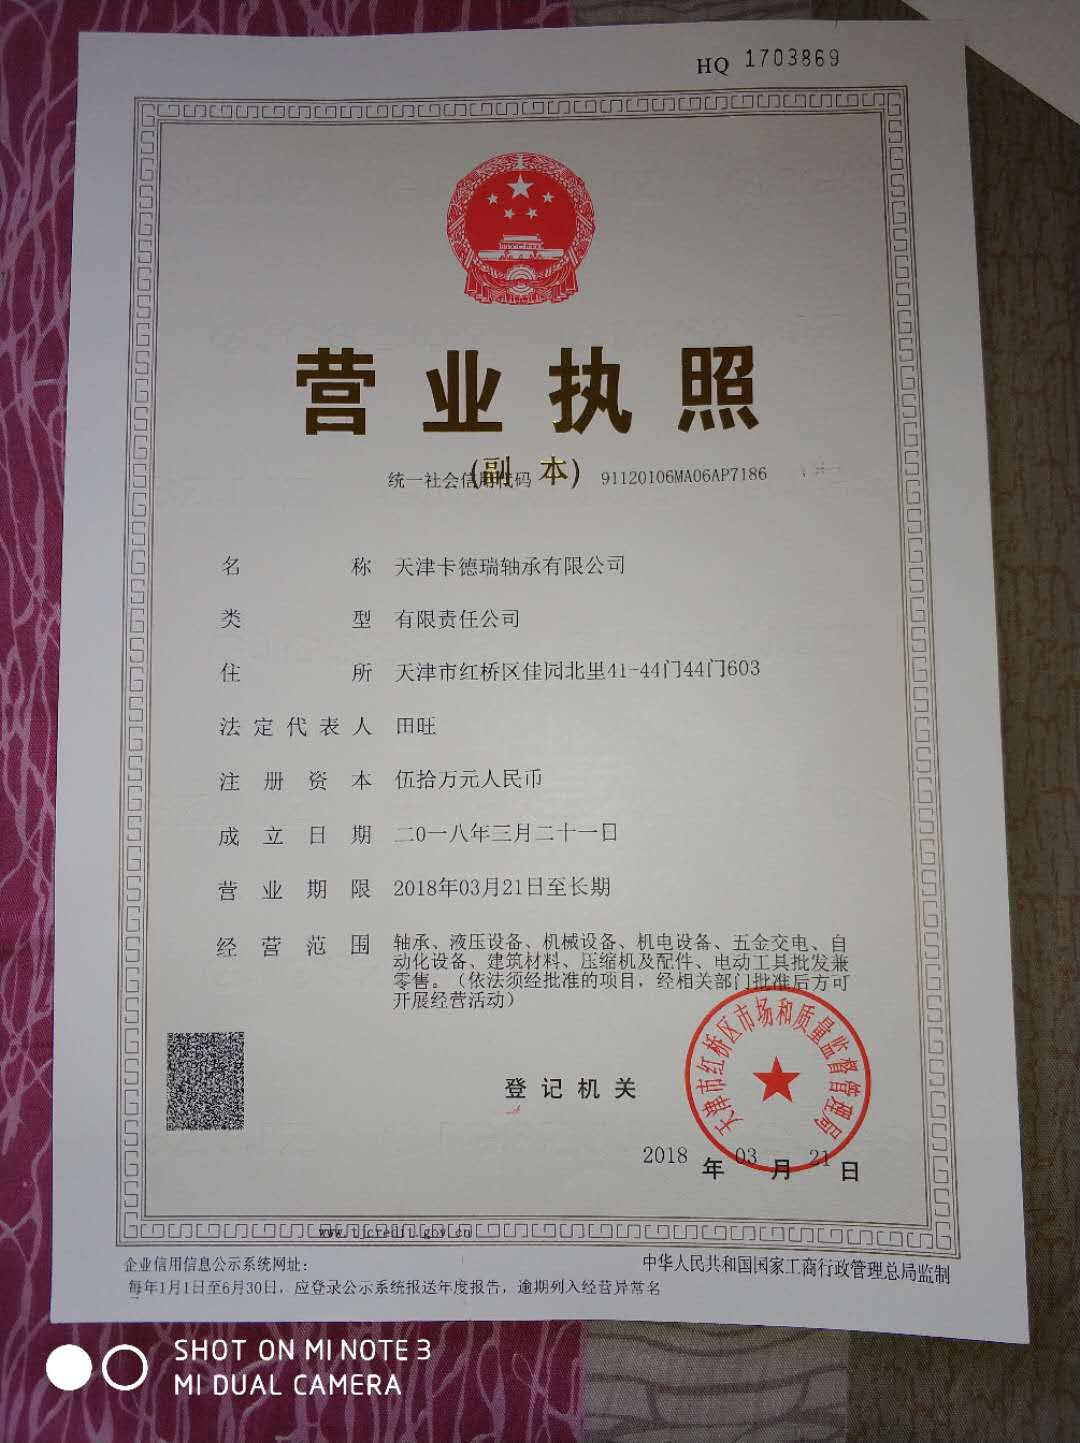 HQ 1703869
营业执照
(副 本)
统一社会信用代码 91120106MA06AP7186
名称 天津卡德瑞轴承有限公司
类型 有限责任公司
住所 天津市红桥区佳园北里41-44门44门603
法定代表人 田旺
注册资本 伍拾万元人民币
成立日期 二0一八年三月二十一日
营业期限 2018年03月21日至长期
经营范围 轴承、液压设备、机械设备、机电设备、五金交电、自
动化设备、建筑材料、压缩机及配件、电动工具批发兼
零售。（依法须经批准的项目，经相关部门批准后方可
开展经营活动）
天津市红桥区市场和质量监督管理局
登记机关
2018 年 03 月 21 日
www.tjcredit.gov.cn
企业信用信息公示系统网址：
中华人民共和国国家工商行政管理总局监制
每年1月1日至6月30日，应登录公示系统报送年度报告，逾期列入经营异常名
SHOT ON MI NOTE 3
MI DUAL CAMERA